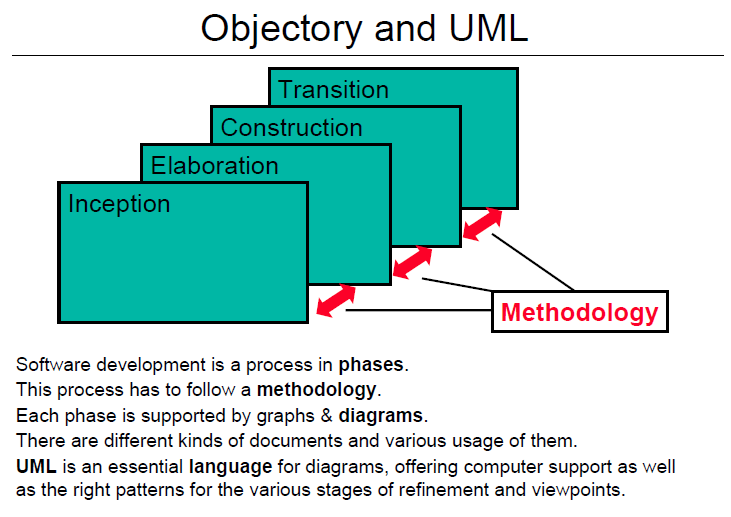 Objectory and UML
Transition
Construction
Elaboration
Inception
Methodology
Software development is a process in phases.
This process has to follow a methodology.
Each phase is supported by graphs & diagrams.
There are different kinds of documents and various usage of them.
UML is an essential language for diagrams, offering computer support as well
as the right patterns for the various stages of refinement and viewpoints.